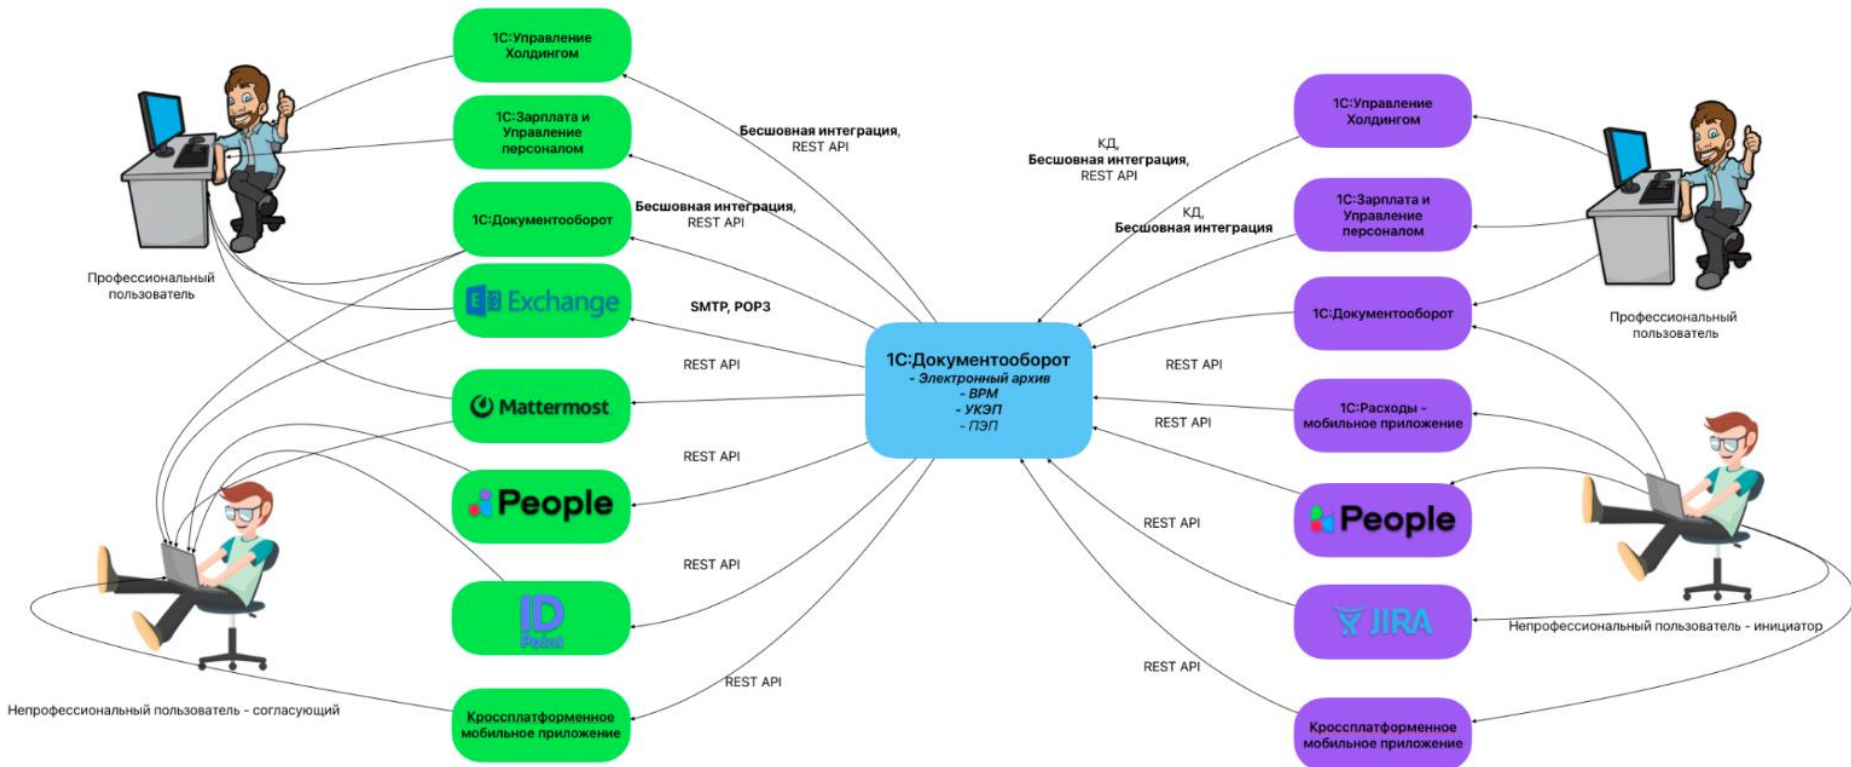 1С:Управление
Холдингом
1С:Зарплата и
Управление
персоналом
1С:Документооборот
Exchange
Mattermost
People
ID
Point
Кроссплатформенное
мобильное приложение
Профессиональный
пользователь
Непрофессиональный пользователь - согласующий
Бесшовная интеграция,
REST API
Бесшовная интеграция,
REST API
SMTP, POP3
REST API
REST API
REST API
REST API
1С:Документооборот
- Электронный архив
- BPM
- УКЭП
- ПЭП
КД,
Бесшовная интеграция,
REST API
КД,
Бесшовная интеграция
REST API
REST API
REST API
REST API
1С:Управление
Холдингом
1С:Зарплата и
Управление
персоналом
1С:Документооборот
1С:Расходы -
мобильное приложение
People
JIRA
Кроссплатформенное
мобильное приложение
Профессиональный
пользователь
Непрофессиональный пользователь - инициатор